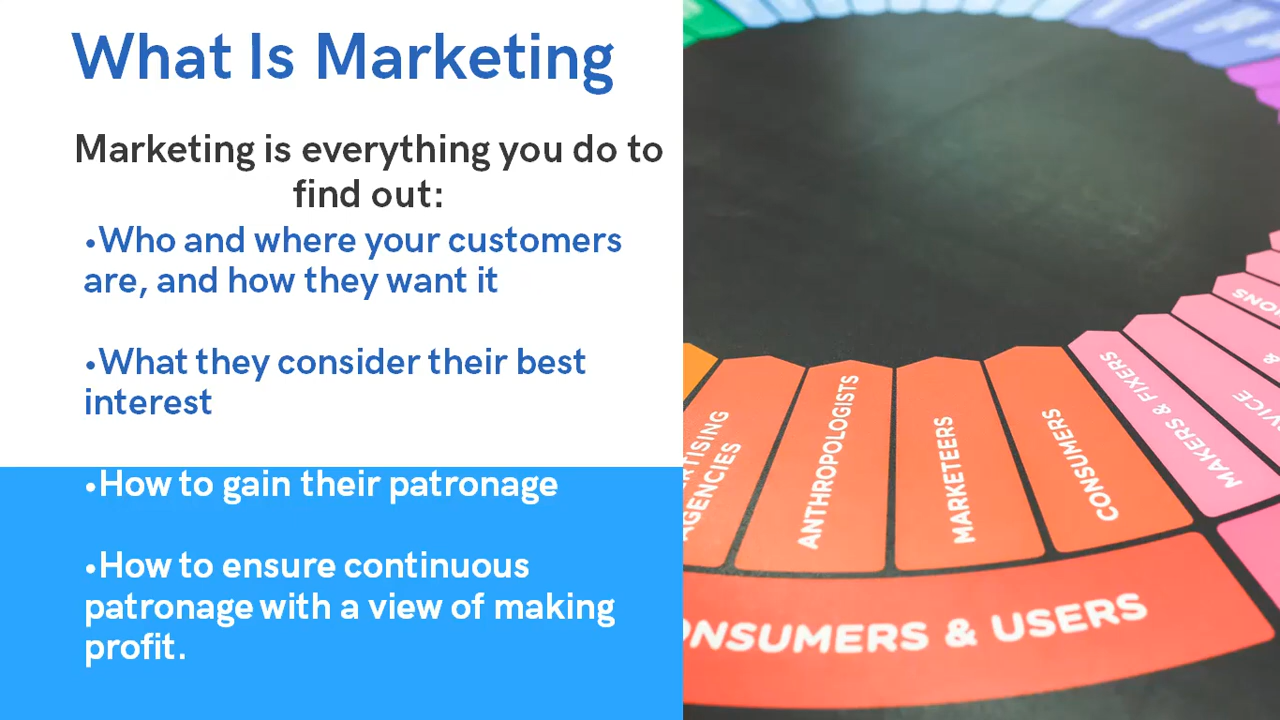 What Is Marketing
Marketing is everything you do to
find out:
•Who and where your customers
are, and how they want it
•What they consider their best
interest
•How to gain their patronage
•How to ensure continuous
patronage with a view of making
profit.
AGENCIES
ANTHROPOLOGISTS
MARKETEERS
CONSUMERS
MAKERS & FIXERS
&
& USERS